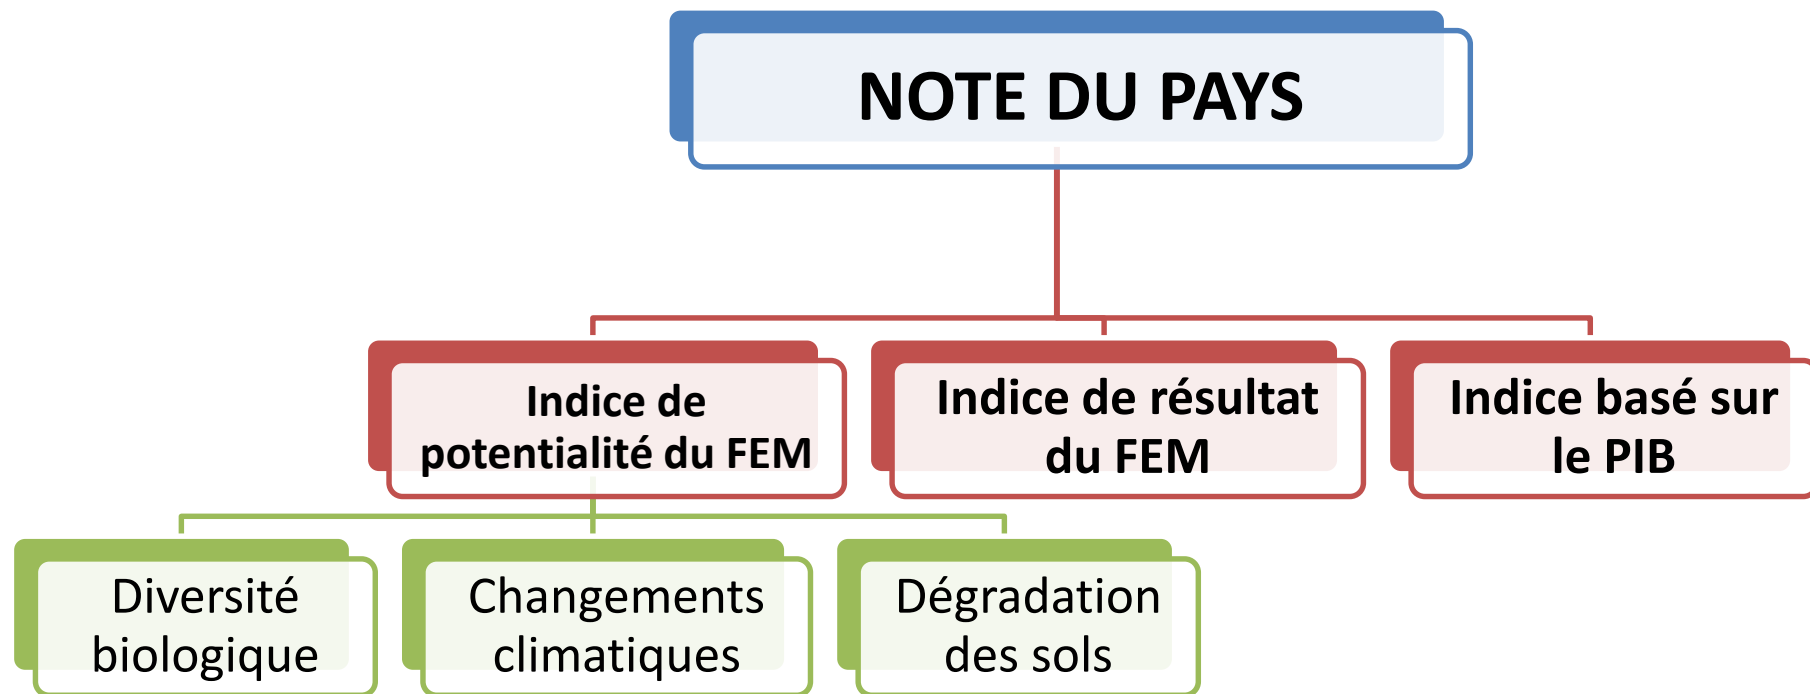 NOTE DU PAYS
Indice de
potentialité du FEM
Indice de résultat
du FEM
Indice basé sur
le PIB
Diversité
biologique
Changements
climatiques
Dégradation
des sols